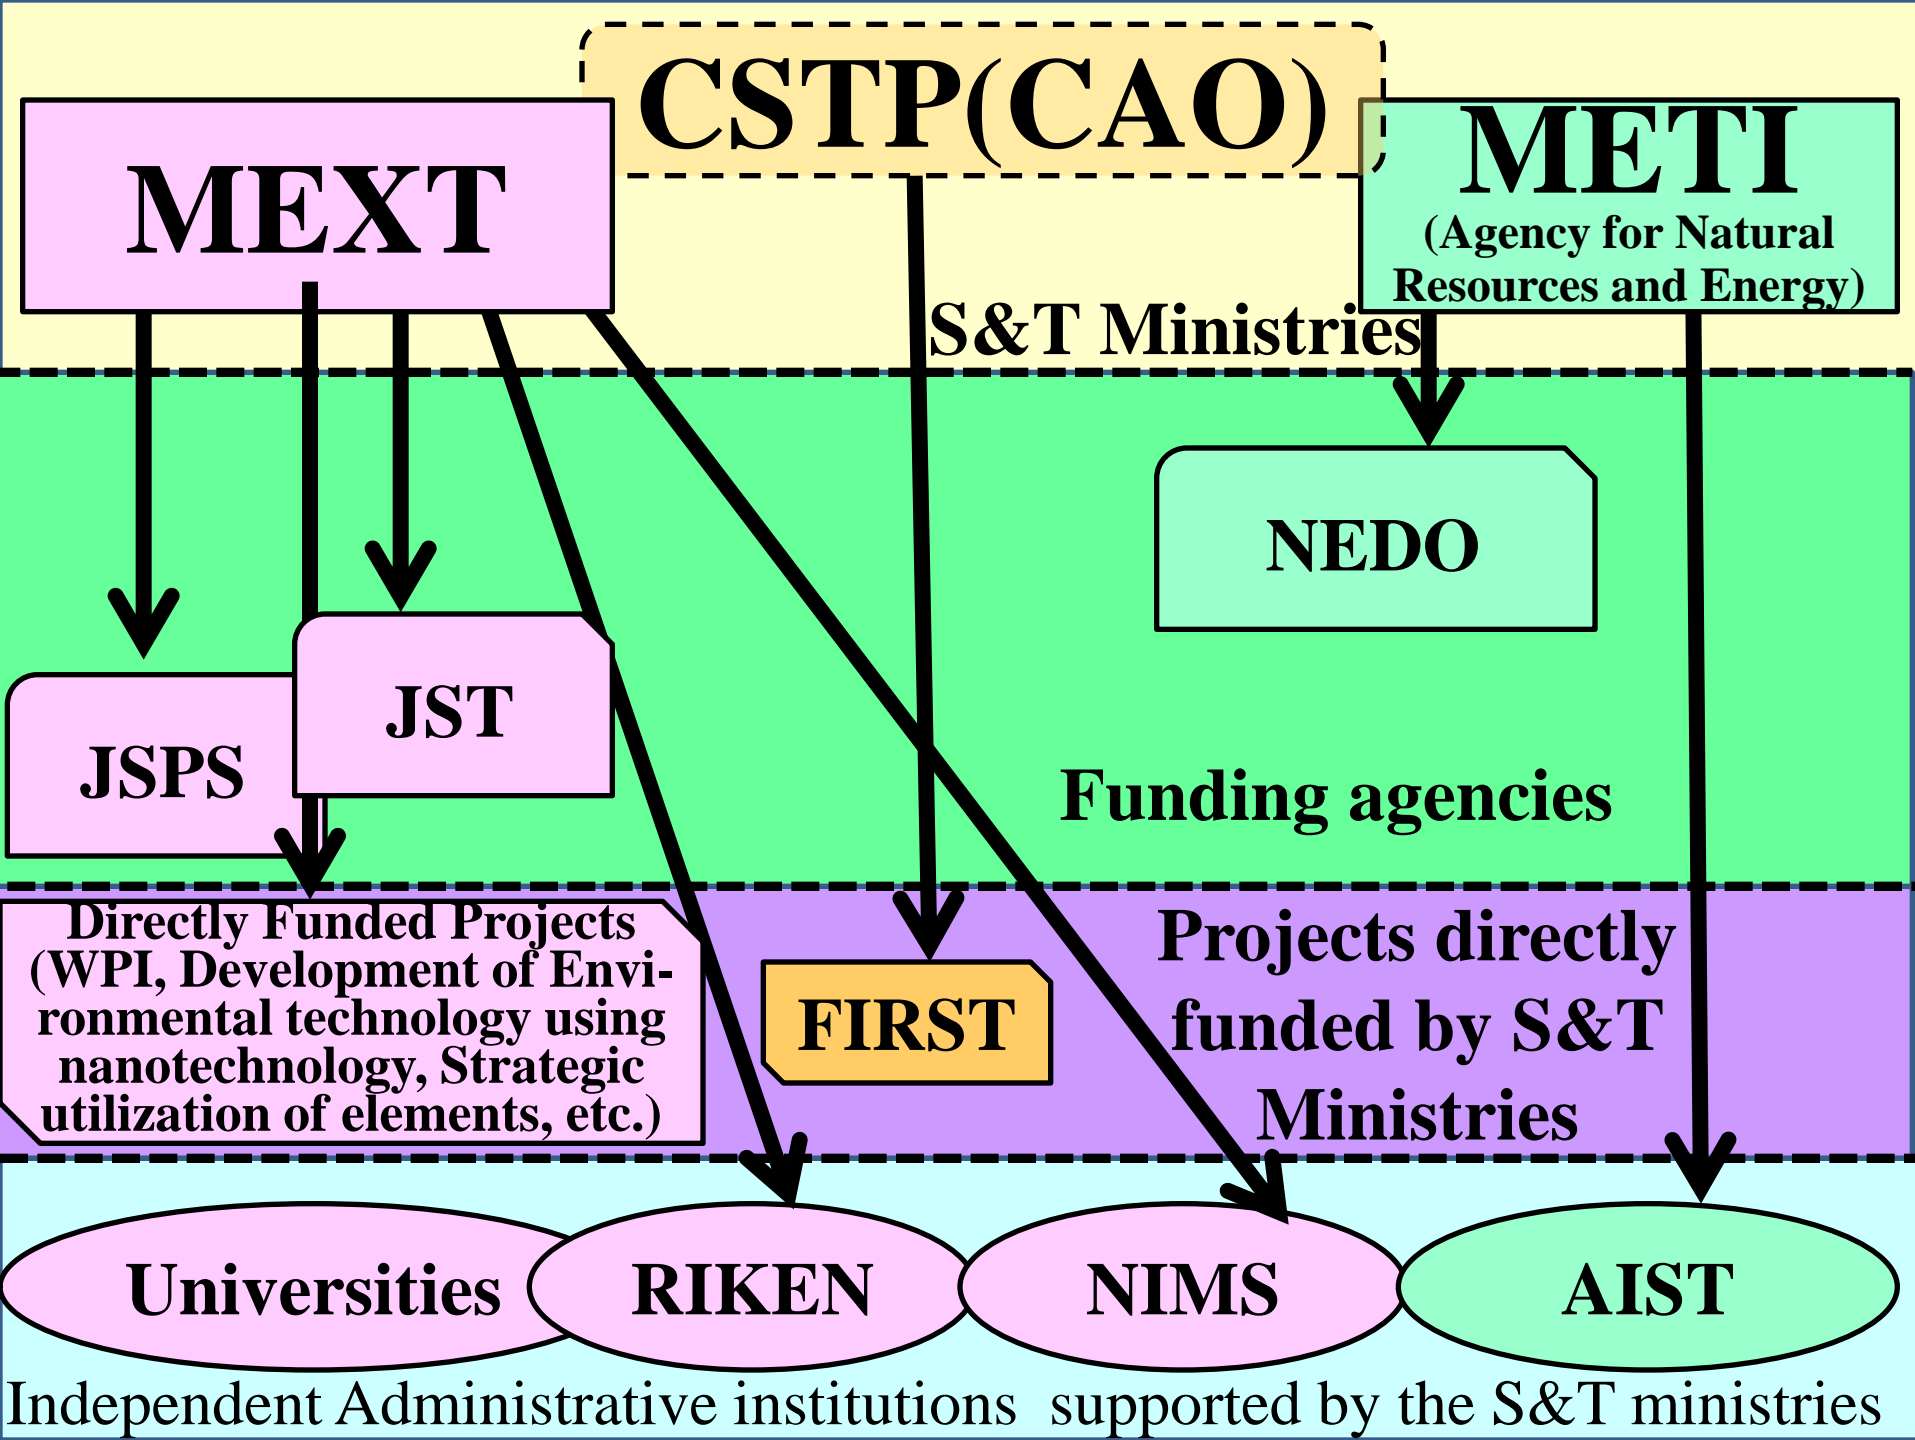 CSTP(CAO)
MEXT
METI
(Agency for Natural
Resources and Energy)
S&T Ministries
NEDO
JST
JSPS
Funding agencies
Directly Funded Projects
(WPI, Development of Envi-
ronmental technology using
nanotechnology, Strategic
utilization of elements, etc.)
FIRST
Projects directly
funded by S&T
Ministries
Universities
RIKEN
NIMS
AIST
Independent Administrative institutions supported by the S&T ministries